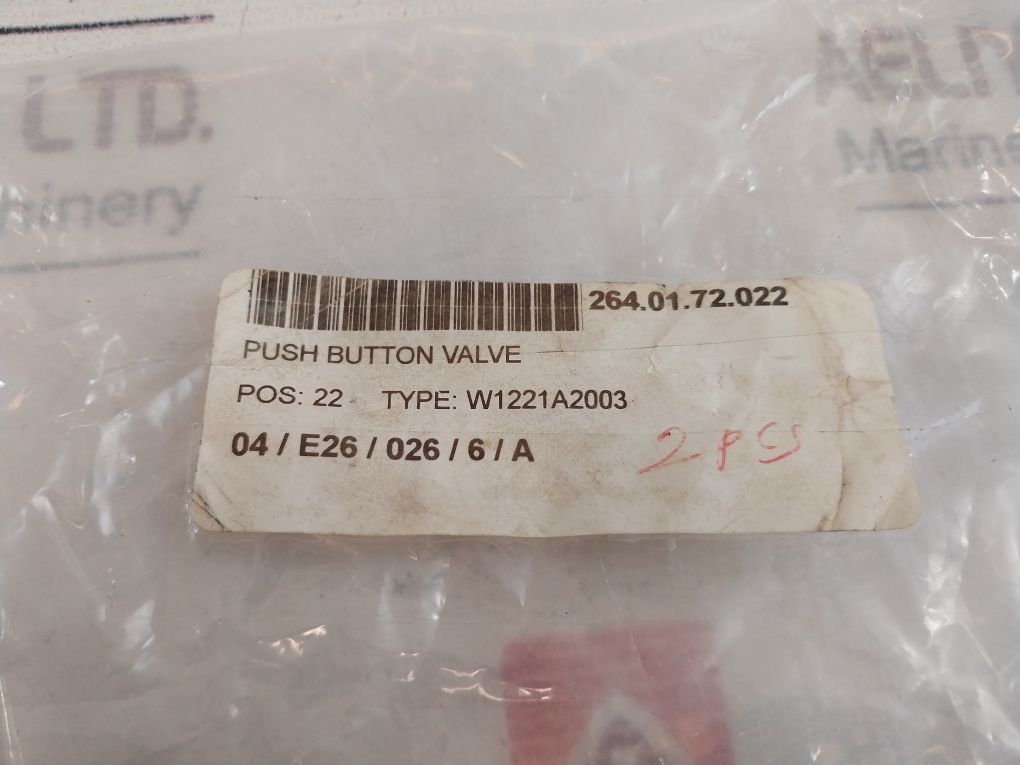 LTD.
Marine
hinery
264.01.72.022
PUSH BUTTON VALVE
POS: 22 TYPE: W1221A2003
04 / E26 / 026 / 6 / A
2 PCS